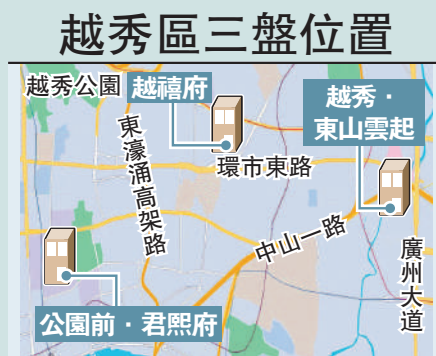 越秀區三盤位置
越秀公園
越禧府
越秀·
東山雲起
東濠涌高架路
環市東路
中山一路
廣州大道
公園前·君熙府